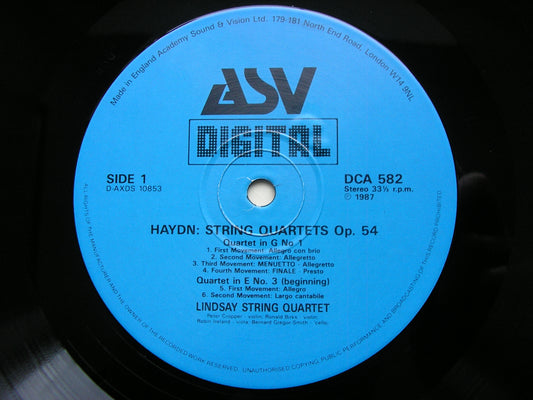 Made in England Academy Sound & Vision Ltd. 179-181 North End Road, London W14 9NL
ASV
DIGITAL
SIDE 1
D-AXDS 10853
DCA 582
Stereo 33⅓ r.p.m.
℗ 1987
HAYDN: STRING QUARTETS Op. 54
Quartet in G No. 1
1. First Movement: Allegro con brio
2. Second Movement: Allegretto
3. Third Movement: MENUETTO - Allegretto
4. Fourth Movement: FINALE - Presto
Quartet in E No. 3 (beginning)
5. First Movement: Allegro
6. Second Movement: Largo cantabile
LINDSAY STRING QUARTET
Peter Cropper - violin, Ronald Birks - violin,
Robin Ireland - viola, Bernard Gregor-Smith - 'cello,
ALL RIGHTS OF THE MANUFACTURER AND OF THE OWNER OF THE RECORDED WORK RESERVED. UNAUTHORISED COPYING, PUBLIC PERFORMANCE AND BROADCASTING OF THIS RECORD PROHIBITED.